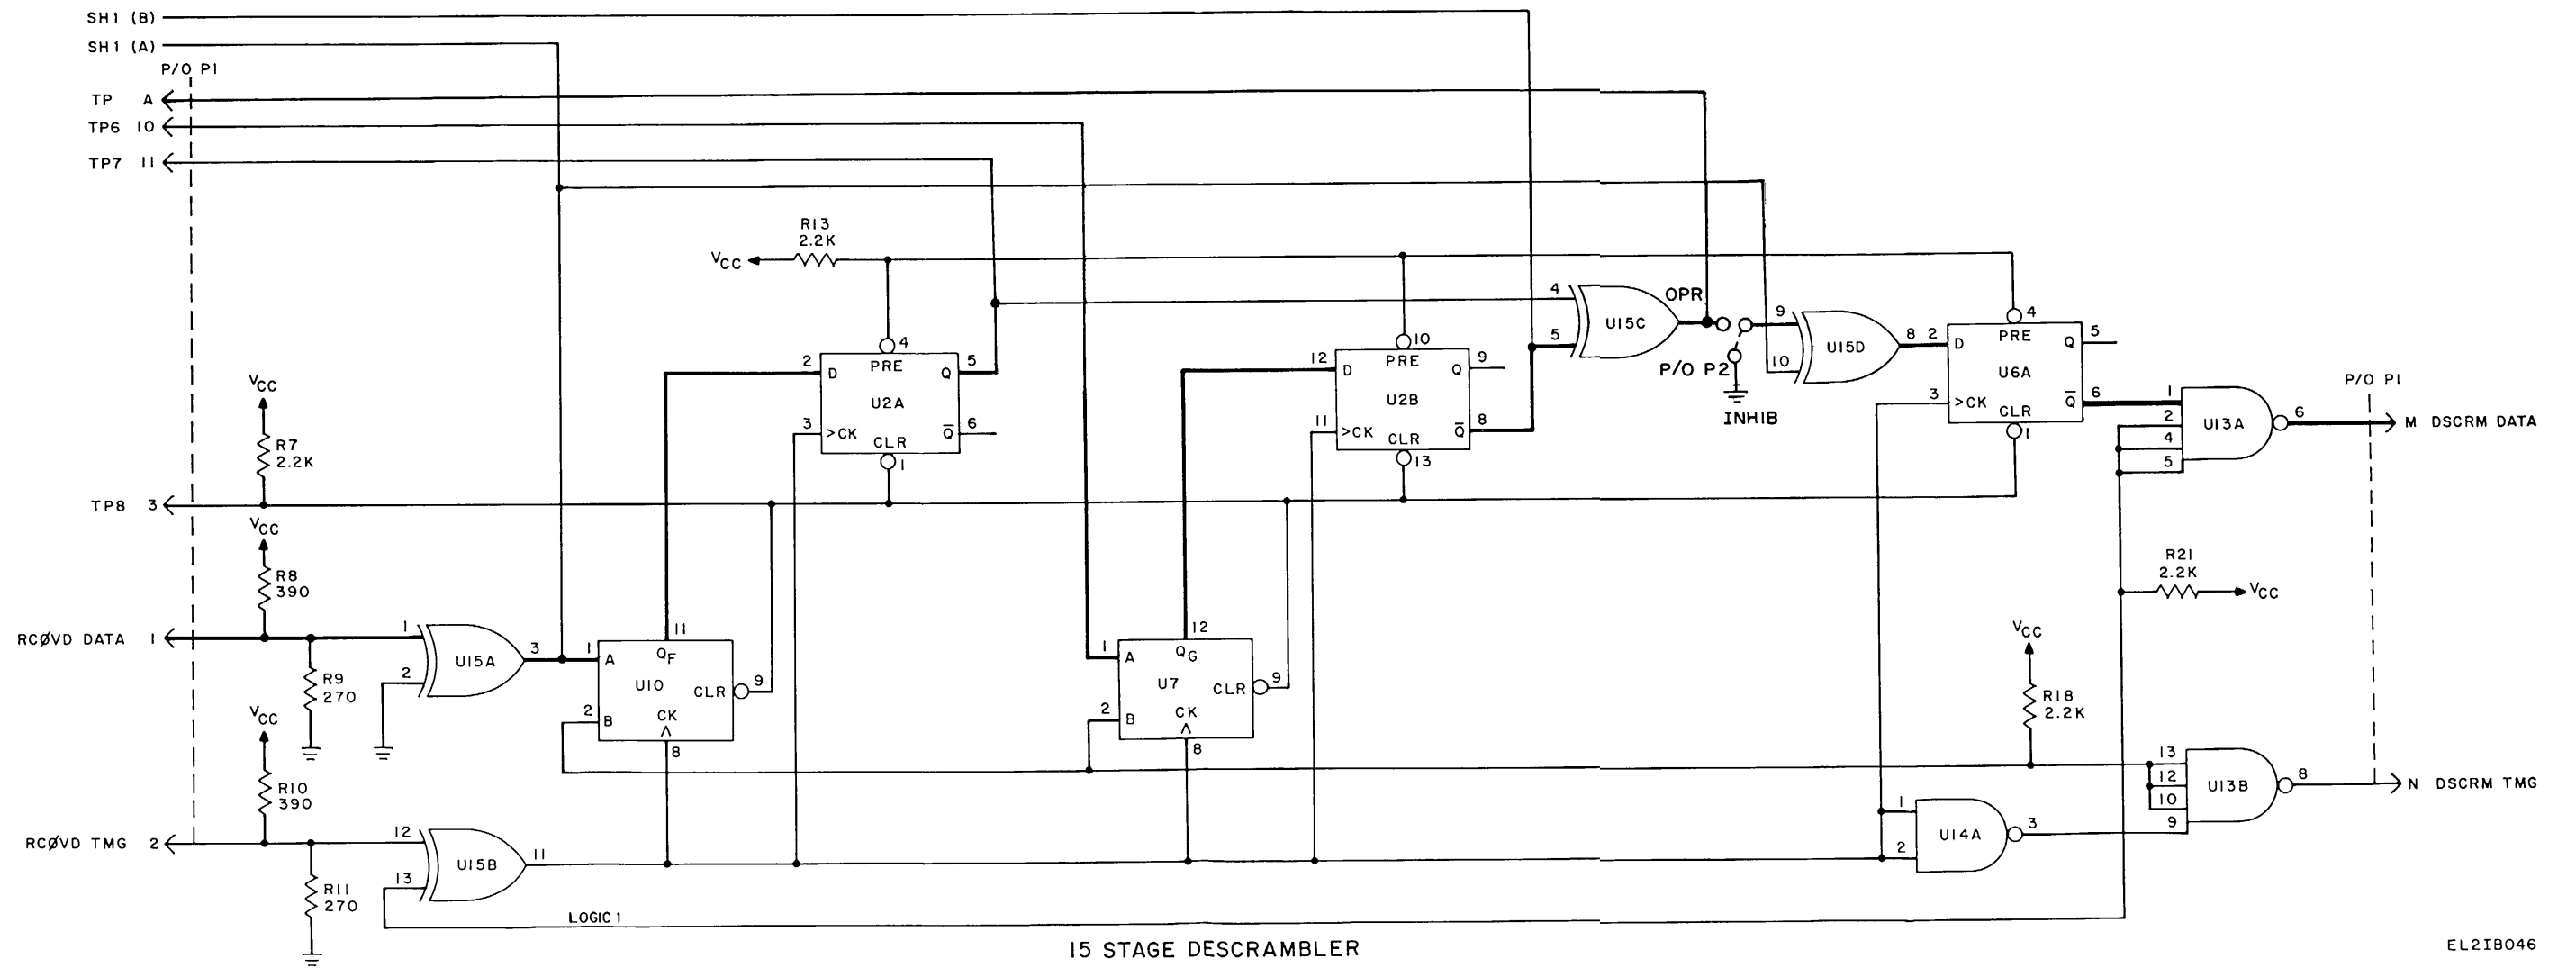 SH1 (B)
SH1 (A)
P/O P1
TP A
TP6 10
TP7 11
R13
2.2K
VCC
4
PRE
2 D Q 5
U2A
3 >CK Q 6
CLR
1
10
PRE
12 D Q 9
U2B
11 >CK Q 8
CLR
13
4
5
U15C
OPR
P/O P2
INHIB
9
10
U15D
8 2
4
PRE
D Q 5
U6A
3 >CK Q 6
CLR
1
1
2
4
5
U13A
6
P/O P1
M DSCRM DATA
VCC
R7
2.2K
TP8 3
VCC
R8
390
RCØVD DATA 1
1
2
U15A
3
R9
270
11
QF
1 A
U10
CLR 9
2 B
CK
8
12
QG
1 A
U7
CLR 9
2 B
CK
8
R21
2.2K
VCC
VCC
R18
2.2K
VCC
R10
390
RCØVD TMG 2
12
13
U15B
11
R11
270
LOGIC 1
1
2
U14A
3
13
12
10
9
U13B
8
N DSCRM TMG
15 STAGE DESCRAMBLER
EL2IB046